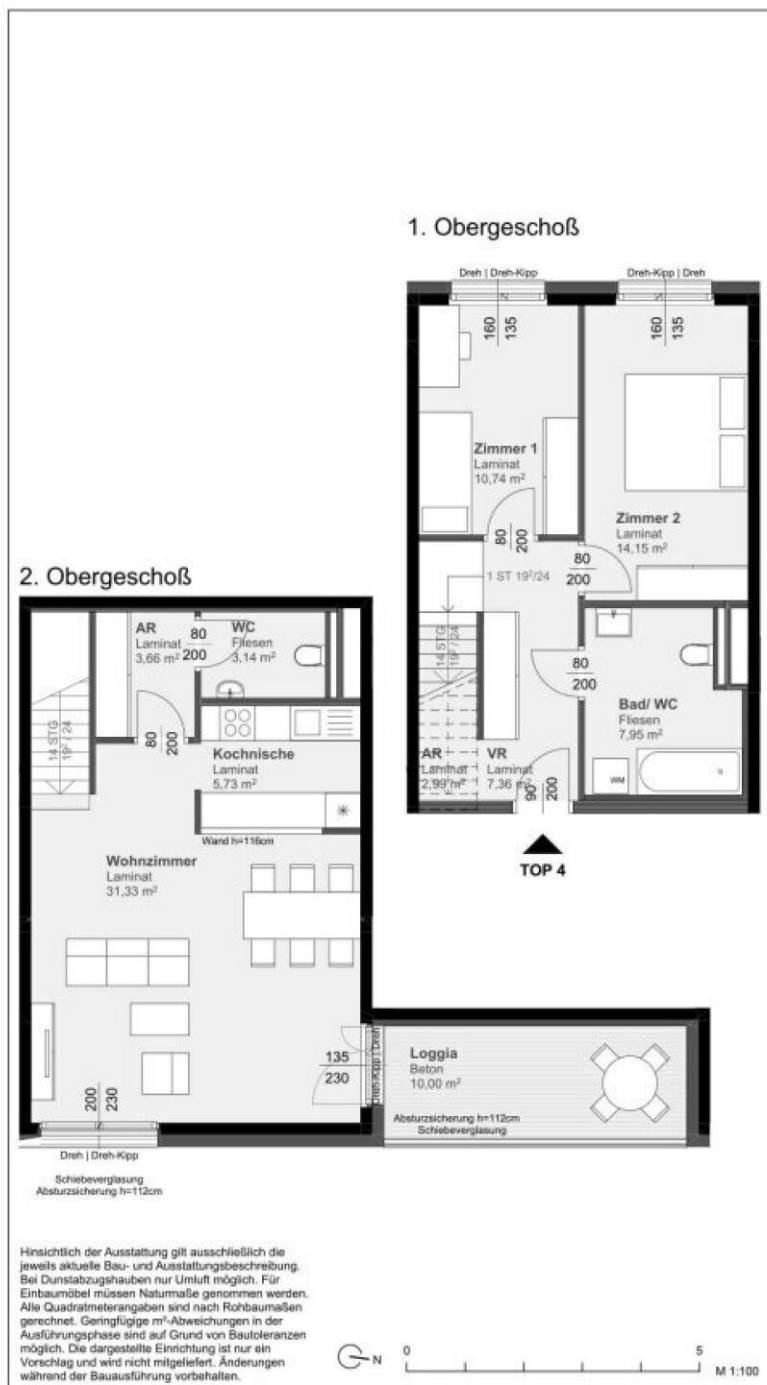 1. Obergeschoß
Dreh | Dreh-Kipp
Dreh-Kipp | Dreh
160
135
160
135
Zimmer 1
Laminat
10,74 m²
Zimmer 2
Laminat
14,15 m²
80
200
80
200
1 ST 19²/24
14 STG
19² / 24
80
200
Bad/ WC
Fliesen
7,95 m²
AR
Laminat
2,99 m²
VR
Laminat
7,36 m²
90
200
WM
TOP 4
2. Obergeschoß
AR
Laminat
3,66 m²
80
200
WC
Fliesen
3,14 m²
14 STG
19² / 24
80
200
Kochnische
Laminat
5,73 m²
Wand h=116cm
Wohnzimmer
Laminat
31,33 m²
135
230
Dreh-Kipp | Dreh
Loggia
Beton
10,00 m²
Absturzsicherung h=112cm
Schiebeverglasung
200
230
Dreh | Dreh-Kipp
Schiebeverglasung
Absturzsicherung h=112cm
Hinsichtlich der Ausstattung gilt ausschließlich die
jeweils aktuelle Bau- und Ausstattungsbeschreibung.
Bei Dunstabzugshauben nur Umluft möglich. Für
Einbaumöbel müssen Naturmaße genommen werden.
Alle Quadratmeterangaben sind nach Rohbaumaßen
gerechnet. Geringfügige m²-Abweichungen in der
Ausführungsphase sind auf Grund von Bautoleranzen
möglich. Die dargestellte Einrichtung ist nur ein
Vorschlag und wird nicht mitgeliefert. Änderungen
während der Bauausführung vorbehalten.
N
0
5
M 1:100